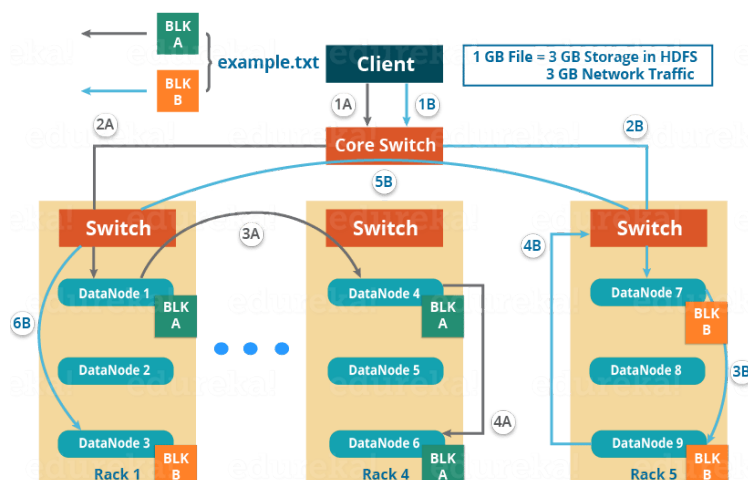 BLK
A
BLK
B
example.txt
Client
1 GB File = 3 GB Storage in HDFS
3 GB Network Traffic
1A
1B
2A
Core Switch
2B
5B
Switch
Switch
Switch
3A
4B
DataNode 1
BLK
A
DataNode 4
BLK
A
DataNode 7
BLK
B
6B
DataNode 2
DataNode 5
DataNode 8
3B
4A
DataNode 3
BLK
B
Rack 1
DataNode 6
BLK
A
Rack 4
DataNode 9
BLK
B
Rack 5
edureka!